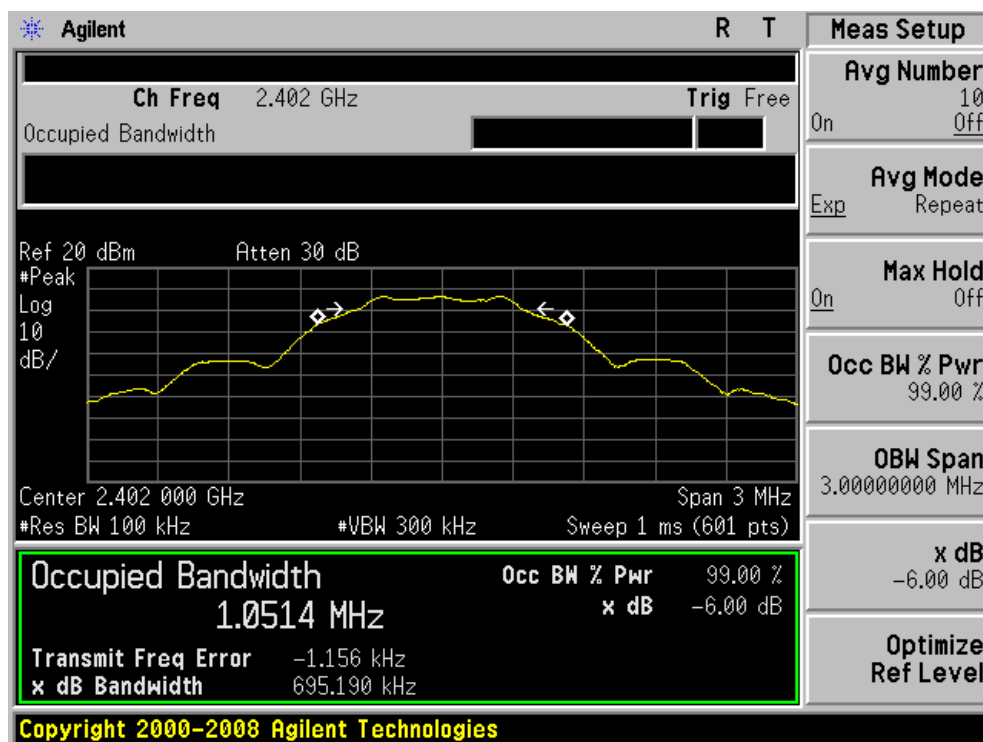 Agilent R T
Ch Freq 2.402 GHz Trig Free
Occupied Bandwidth
Ref 20 dBm Atten 30 dB
#Peak
Log
10
dB/
Center 2.402 000 GHz Span 3 MHz
#Res BW 100 kHz #VBW 300 kHz Sweep 1 ms (601 pts)
Occupied Bandwidth Occ BW % Pwr 99.00 %
1.0514 MHz x dB -6.00 dB
Transmit Freq Error -1.156 kHz
x dB Bandwidth 695.190 kHz
Copyright 2000-2008 Agilent Technologies
Meas Setup
Avg Number
10
On Off
Avg Mode
Exp Repeat
Max Hold
On Off
Occ BW % Pwr
99.00 %
OBW Span
3.00000000 MHz
x dB
-6.00 dB
Optimize
Ref Level